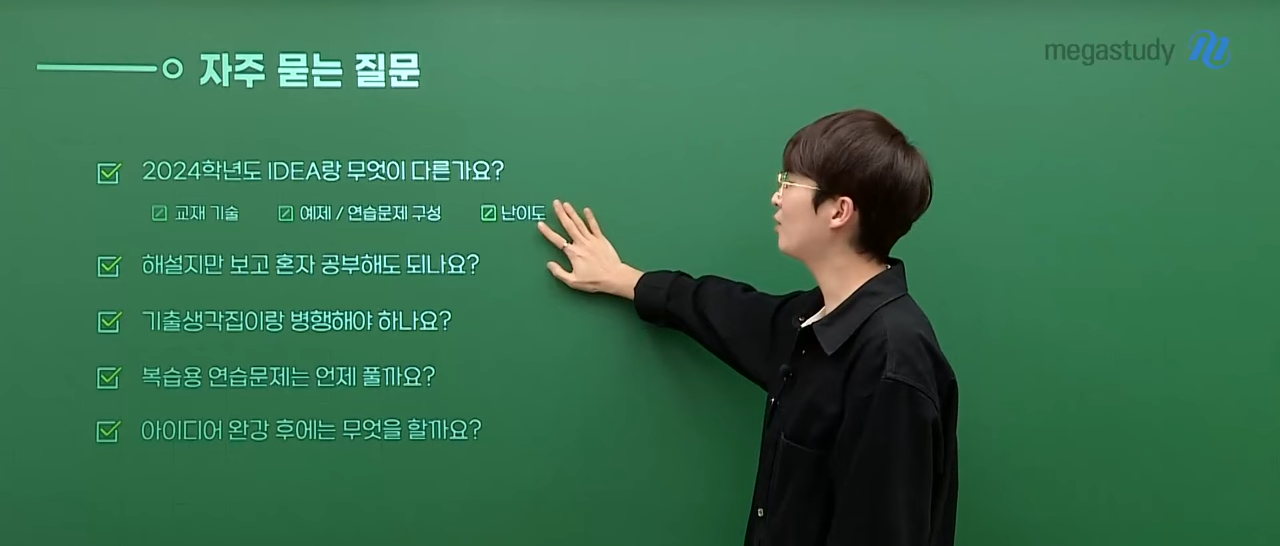 자주 묻는 질문
megastudy
2024학년도 IDEA랑 무엇이 다른가요?
교재 기술 예제 / 연습문제 구성 난이도
해설지만 보고 혼자 공부해도 되나요?
기출생각집이랑 병행해야 하나요?
복습용 연습문제는 언제 풀까요?
아이디어 완강 후에는 무엇을 할까요?